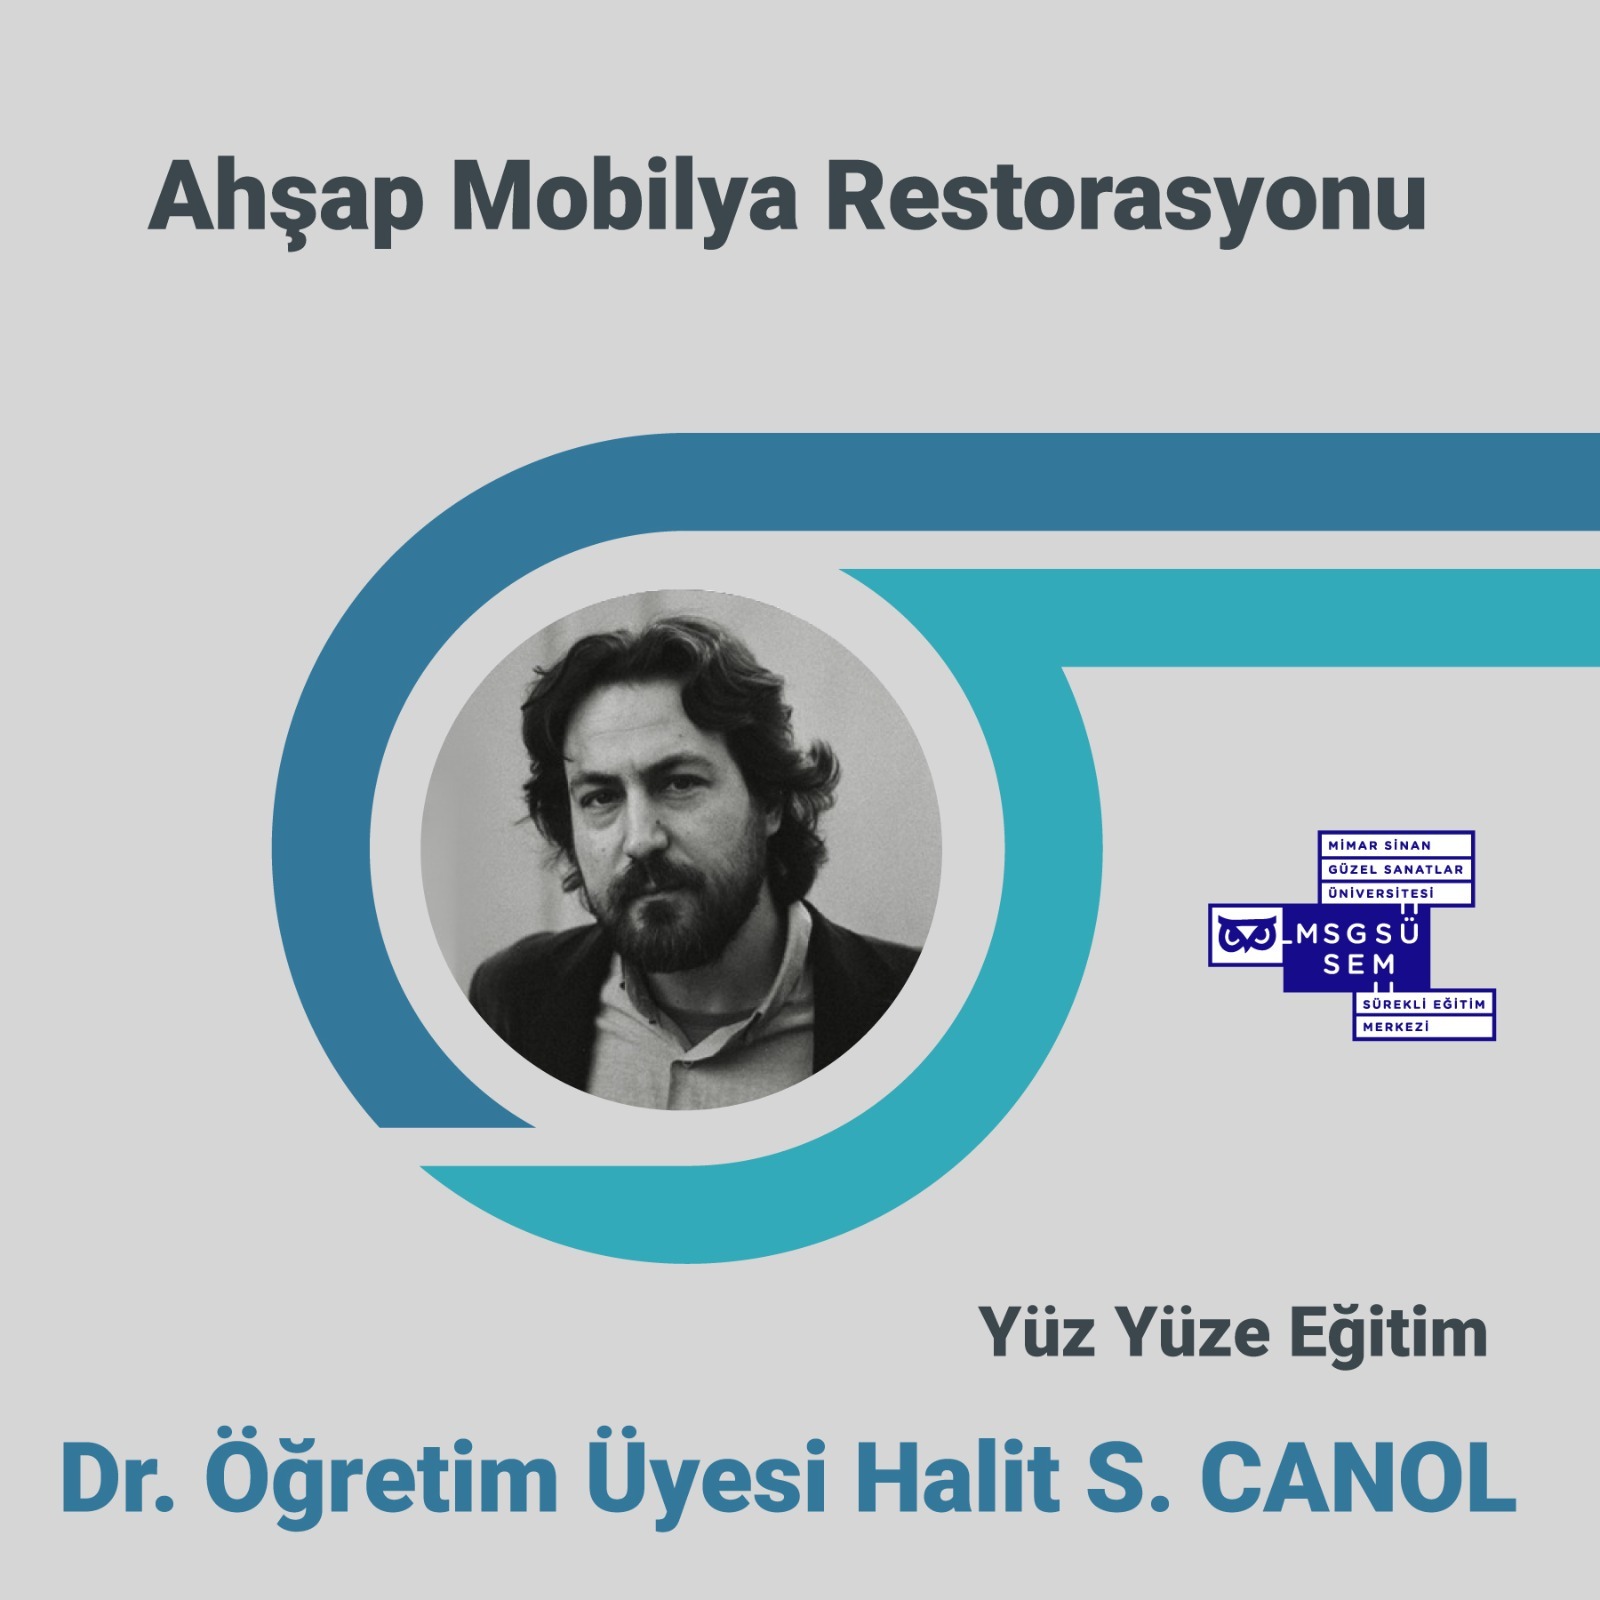 Ahşap Mobilya Restorasyonu
MİMAR SİNAN
GÜZEL SANATLAR
ÜNİVERSİTESİ
MSGSÜ
SEM
SÜREKLİ EĞİTİM
MERKEZİ
Yüz Yüze Eğitim
Dr. Öğretim Üyesi Halit S. CANOL